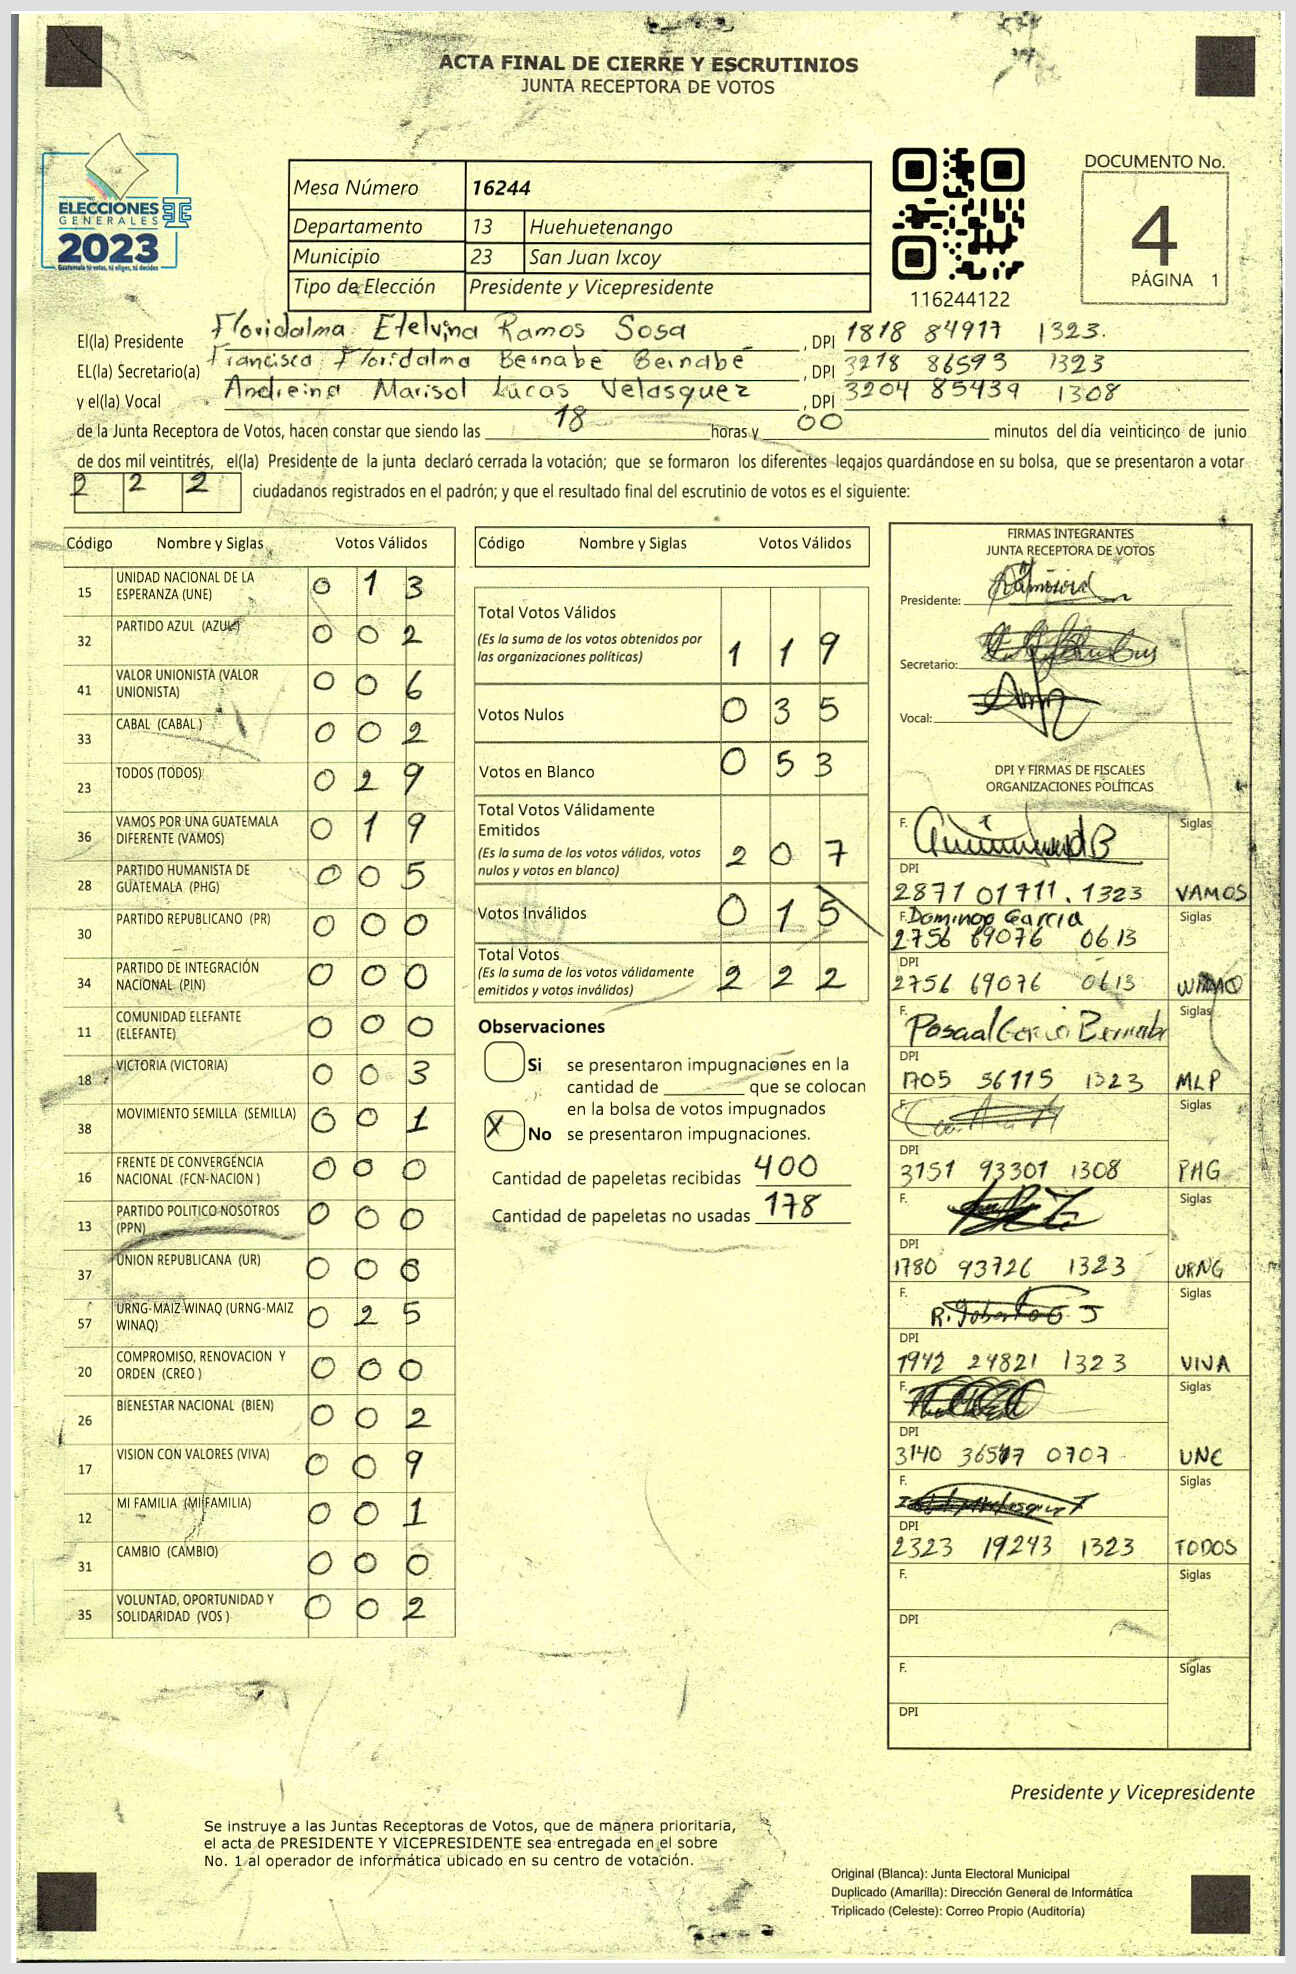 ACTA FINAL DE CIERRE Y ESCRUTINIOS
JUNTA RECEPTORA DE VOTOS
ELECCIONES
GENERALES
2023
Guatemala tú votas, tú eliges, tú decides
Mesa Número 16244
Departamento 13 Huehuetenango
Municipio 23 San Juan Ixcoy
Tipo de Elección Presidente y Vicepresidente
116244122
DOCUMENTO No.
4
PÁGINA 1
El(la) Presidente Floridalma Etelvina Ramos Sosa , DPI 1818 84917 1323.
EL(la) Secretario(a) Francisca Floridalma Bernabé Bernabé , DPI 3278 86593 1323
y el(la) Vocal Andreina Marisol Lucas Velasquez , DPI 3204 85439 1308
de la Junta Receptora de Votos, hacen constar que siendo las 18 horas y 00 minutos del día veinticinco de junio
de dos mil veintitrés, el(la) Presidente de la junta declaró cerrada la votación; que se formaron los diferentes legajos guardándose en su bolsa, que se presentaron a votar
2 2 2 ciudadanos registrados en el padrón; y que el resultado final del escrutinio de votos es el siguiente:
Código Nombre y Siglas Votos Válidos
15 UNIDAD NACIONAL DE LA ESPERANZA (UNE) 0 1 3
32 PARTIDO AZUL (AZUL) 0 0 2
41 VALOR UNIONISTA (VALOR UNIONISTA) 0 0 6
33 CABAL (CABAL ) 0 0 2
23 TODOS (TODOS) 0 2 9
36 VAMOS POR UNA GUATEMALA DIFERENTE (VAMOS) 0 1 9
28 PARTIDO HUMANISTA DE GUATEMALA (PHG) 0 0 5
30 PARTIDO REPUBLICANO (PR) 0 0 0
34 PARTIDO DE INTEGRACIÓN NACIONAL (PIN) 0 0 0
11 COMUNIDAD ELEFANTE (ELEFANTE) 0 0 0
18 VICTORIA (VICTORIA) 0 0 3
38 MOVIMIENTO SEMILLA (SEMILLA) 0 0 1
16 FRENTE DE CONVERGENCIA NACIONAL (FCN-NACION ) 0 0 0
13 PARTIDO POLITICO NOSOTROS (PPN) 0 0 0
37 UNION REPUBLICANA (UR) 0 0
57 URNG-MAIZ WINAQ (URNG-MAIZ WINAQ) 0 2 5
20 COMPROMISO, RENOVACION Y ORDEN (CREO ) 0 0 0
26 BIENESTAR NACIONAL (BIEN) 0 0 2
17 VISION CON VALORES (VIVA) 0 0 9
12 MI FAMILIA (MI FAMILIA) 0 0 1
31 CAMBIO (CAMBIO) 0 0 0
35 VOLUNTAD, OPORTUNIDAD Y SOLIDARIDAD (VOS ) 0 0 2
Código Nombre y Siglas Votos Válidos
Total Votos Válidos
(Es la suma de los votos obtenidos por
las organizaciones políticas) 1 1 9
Votos Nulos 0 3 5
Votos en Blanco 0 5 3
Total Votos Válidamente
Emitidos
(Es la suma de los votos válidos, votos
nulos y votos en blanco) 2 0 7
Votos Inválidos 0 1 5
Total Votos
(Es la suma de los votos válidamente
emitidos y votos inválidos) 2 2 2
Observaciones
Si se presentaron impugnaciones en la
cantidad de ________ que se colocan
en la bolsa de votos impugnados
X No se presentaron impugnaciones.
Cantidad de papeletas recibidas 400
Cantidad de papeletas no usadas 178
FIRMAS INTEGRANTES
JUNTA RECEPTORA DE VOTOS
Presidente:
Secretario:
Vocal:
DPI Y FIRMAS DE FISCALES
ORGANIZACIONES POLÍTICAS
F. Siglas
DPI
2871 01711. 1323 VAMOS
F. Domingo Garcia Siglas
2756 69076 0613
DPI
2756 69076 0613
F. Siglas
DPI
1705 56115 1323 MLP
F. Siglas
DPI
3151 93301 1308 PHG
F. Siglas
DPI
1780 93726 1323 URNG
F. Siglas
DPI
1942 24821 1323 VIVA
F. Siglas
DPI
3140 0707 UNE
F. Siglas
DPI
2323 19243 1323 TODOS
F. Siglas
DPI
F. Siglas
DPI
Presidente y Vicepresidente
Se instruye a las Juntas Receptoras de Votos, que de manera prioritaria,
el acta de PRESIDENTE Y VICEPRESIDENTE sea entregada en el sobre
No. 1 al operador de informática ubicado en su centro de votación.
Original (Blanca): Junta Electoral Municipal
Duplicado (Amarilla): Dirección General de Informática
Triplicado (Celeste): Correo Propio (Auditoría)